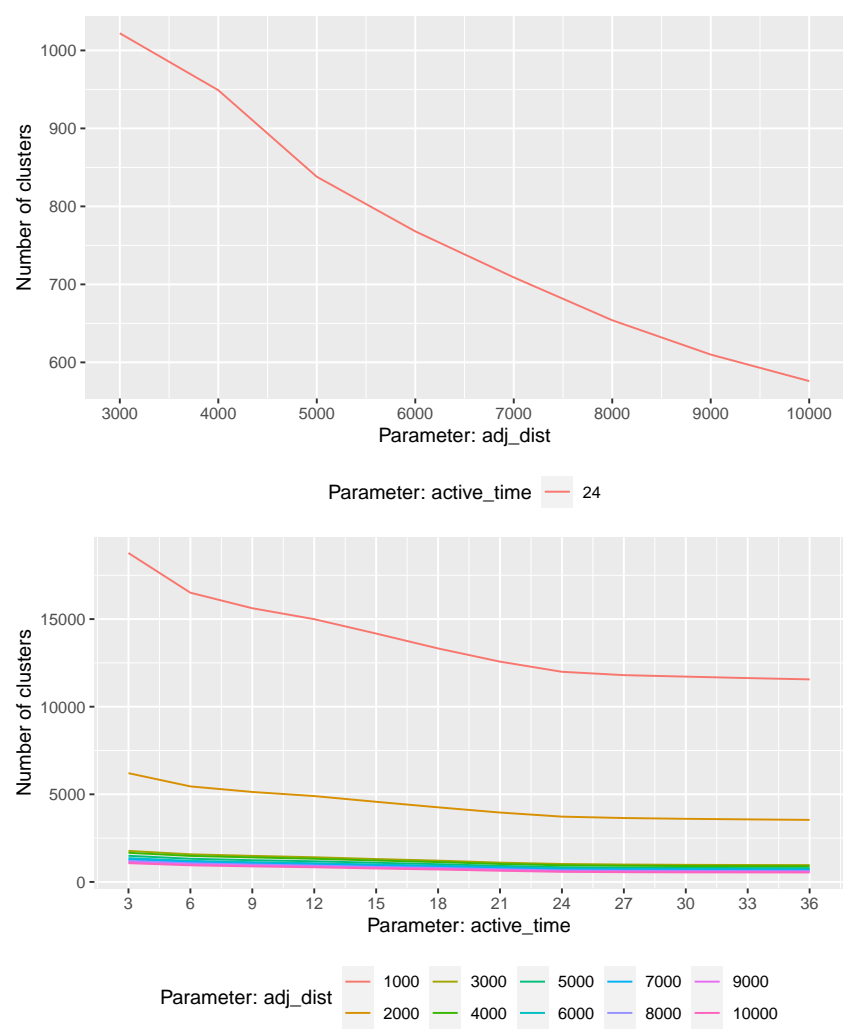 1000
900
800
700
600
Number of clusters
3000 4000 5000 6000 7000 8000 9000 10000
Parameter: adj_dist
Parameter: active_time 24
15000
10000
5000
0
Number of clusters
3 6 9 12 15 18 21 24 27 30 33 36
Parameter: active_time
Parameter: adj_dist
1000 3000 5000 7000 9000
2000 4000 6000 8000 10000